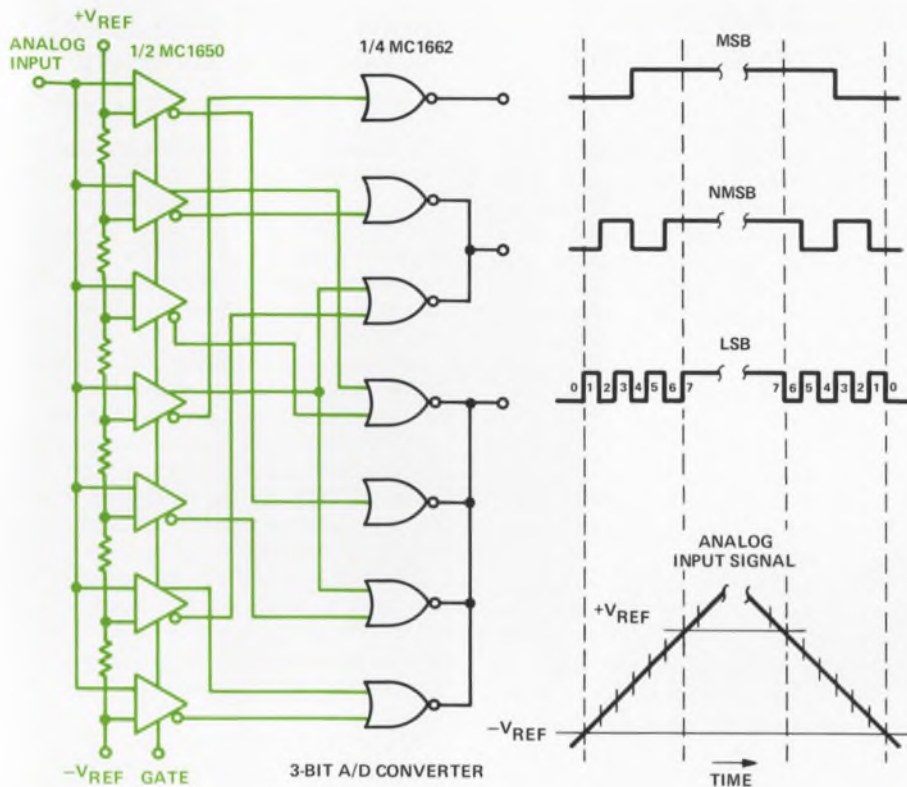 +VREF
ANALOG
INPUT
1/2 MC1650
1/4 MC1662
MSB
NMSB
LSB
0 1 2 3 4 5 6 7
7 6 5 4 3 2 1 0
ANALOG
INPUT SIGNAL
+VREF
−VREF
−VREF
GATE
3-BIT A/D CONVERTER
TIME